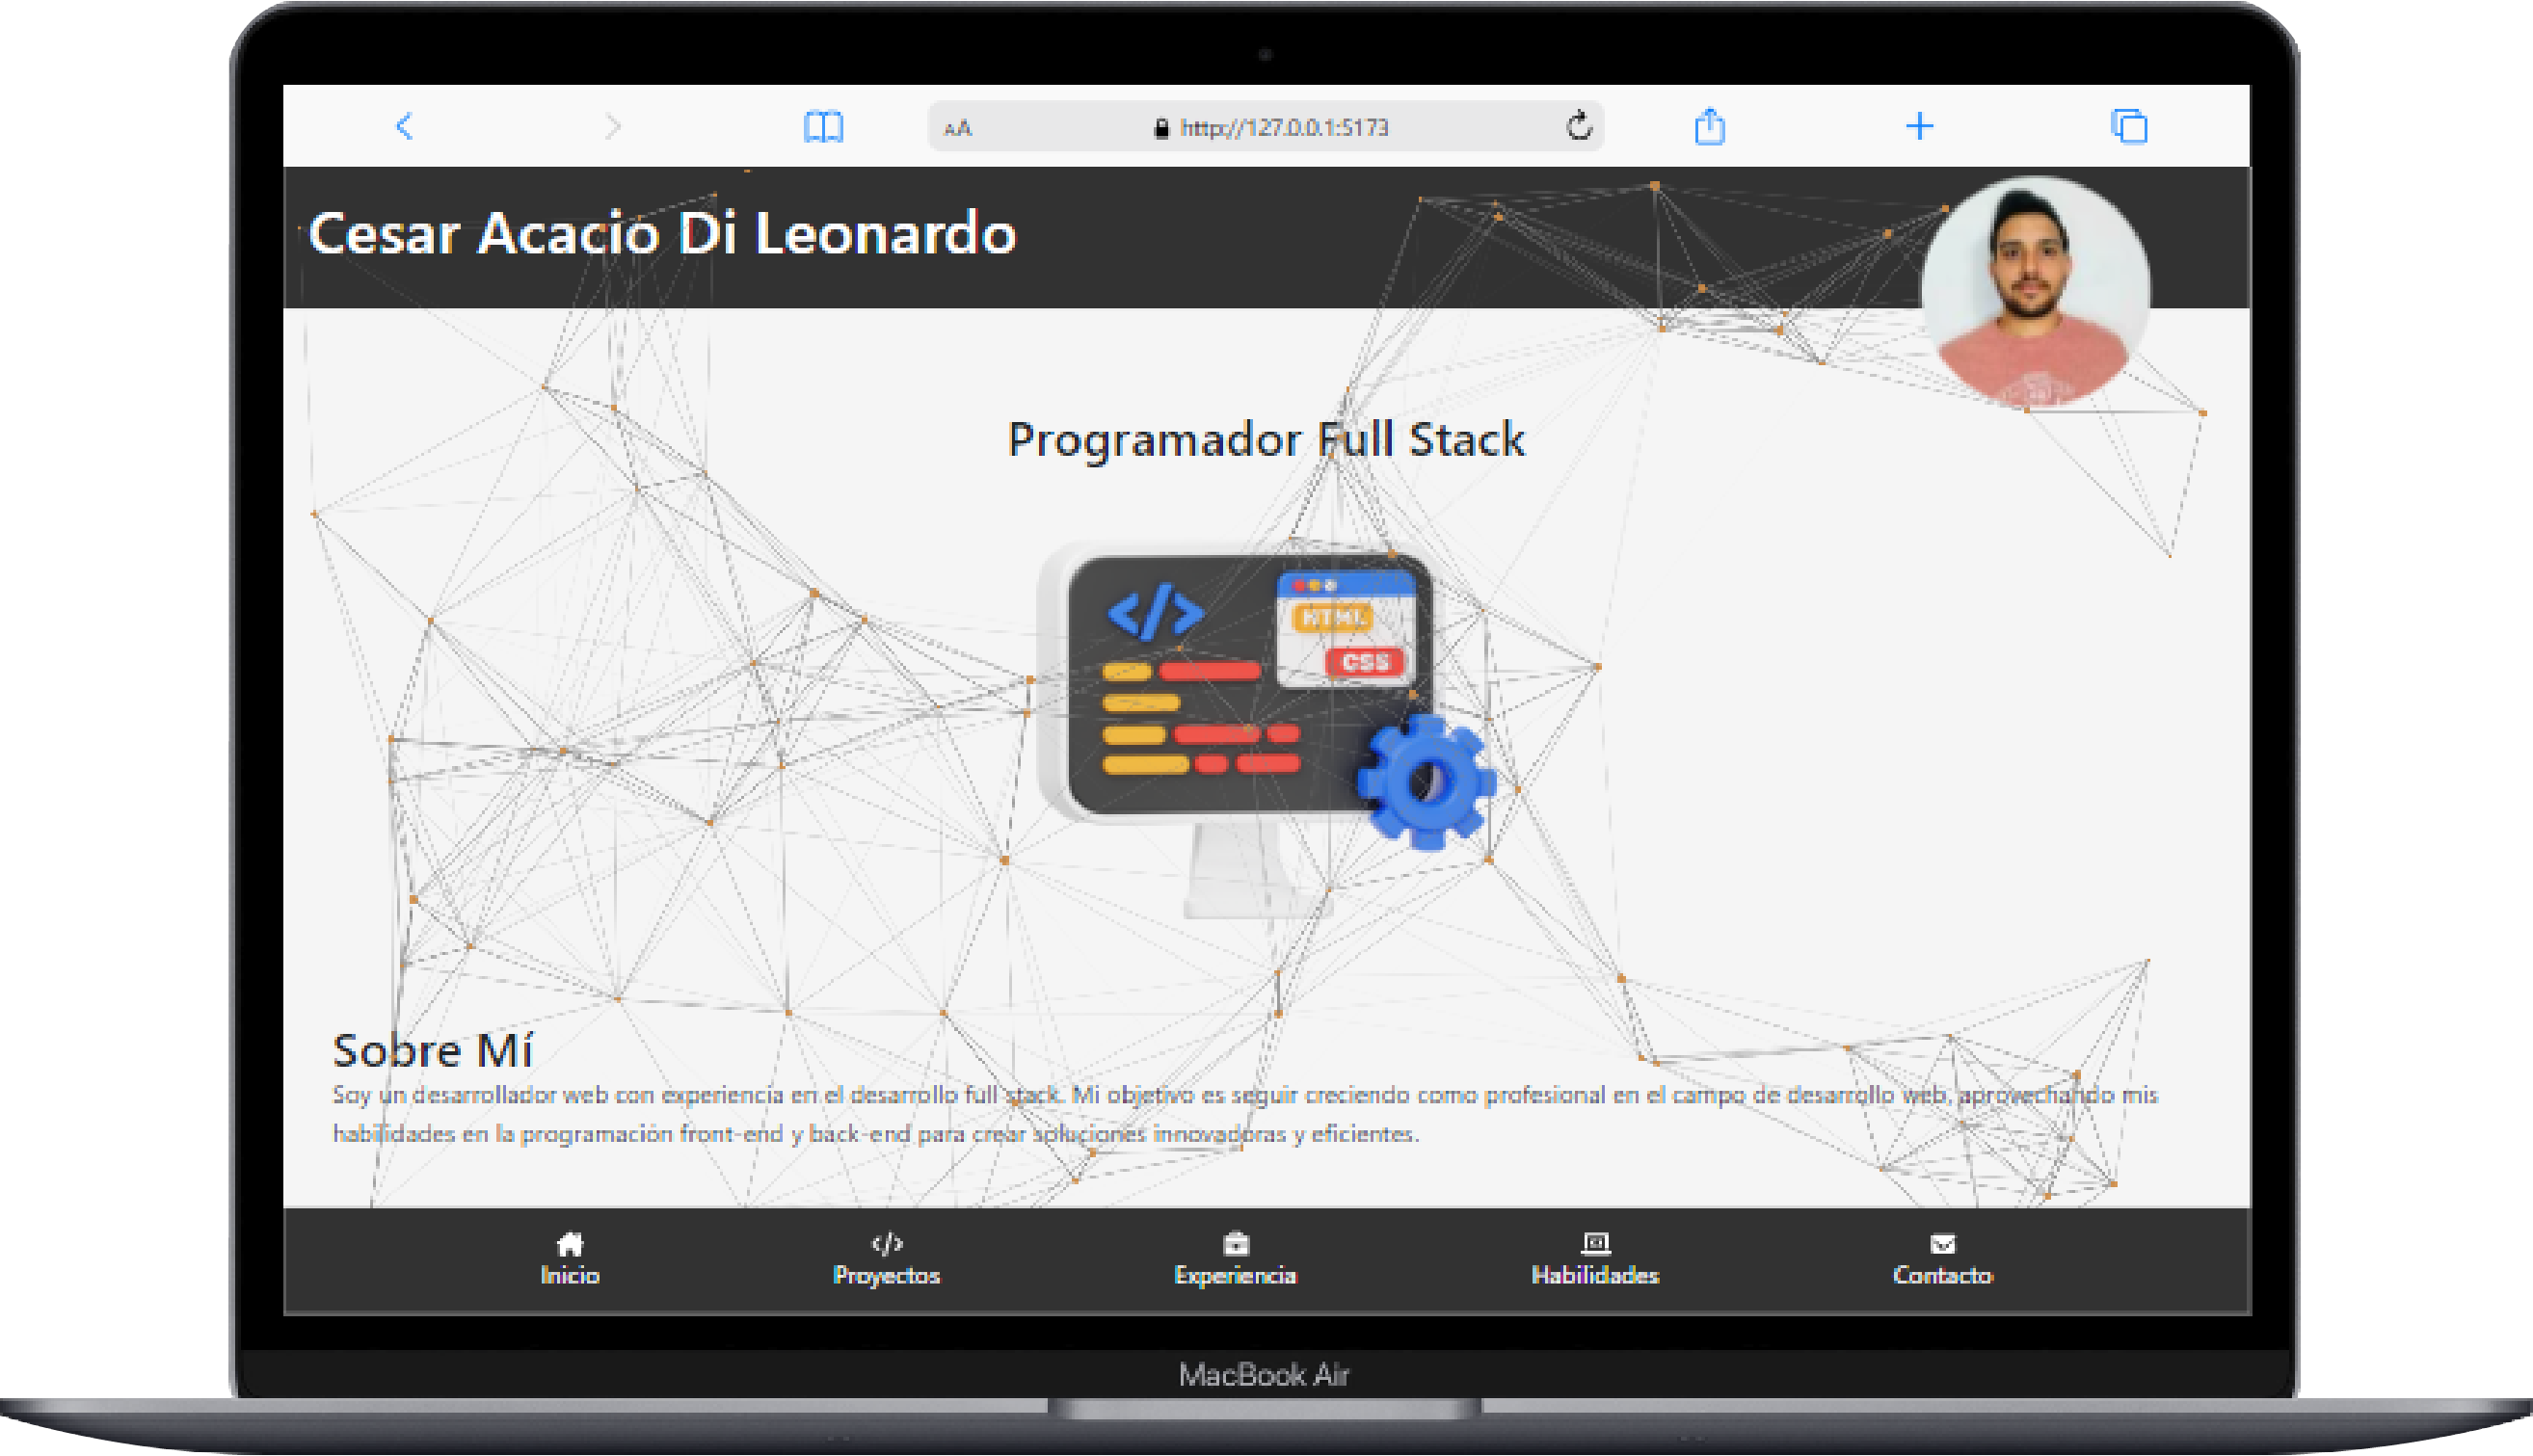 AA http://127.0.0.1:5173
Cesar Acacio Di Leonardo
Programador Full Stack
</>
HTML
CSS
Sobre Mí
Soy un desarrollador web con experiencia en el desarrollo full stack. Mi objetivo es seguir creciendo como profesional en el campo de desarrollo web, aprovechando mis
habilidades en la programación front-end y back-end para crear soluciones innovadoras y eficientes.
Inicio
Proyectos
Experiencia
Habilidades
Contacto
MacBook Air